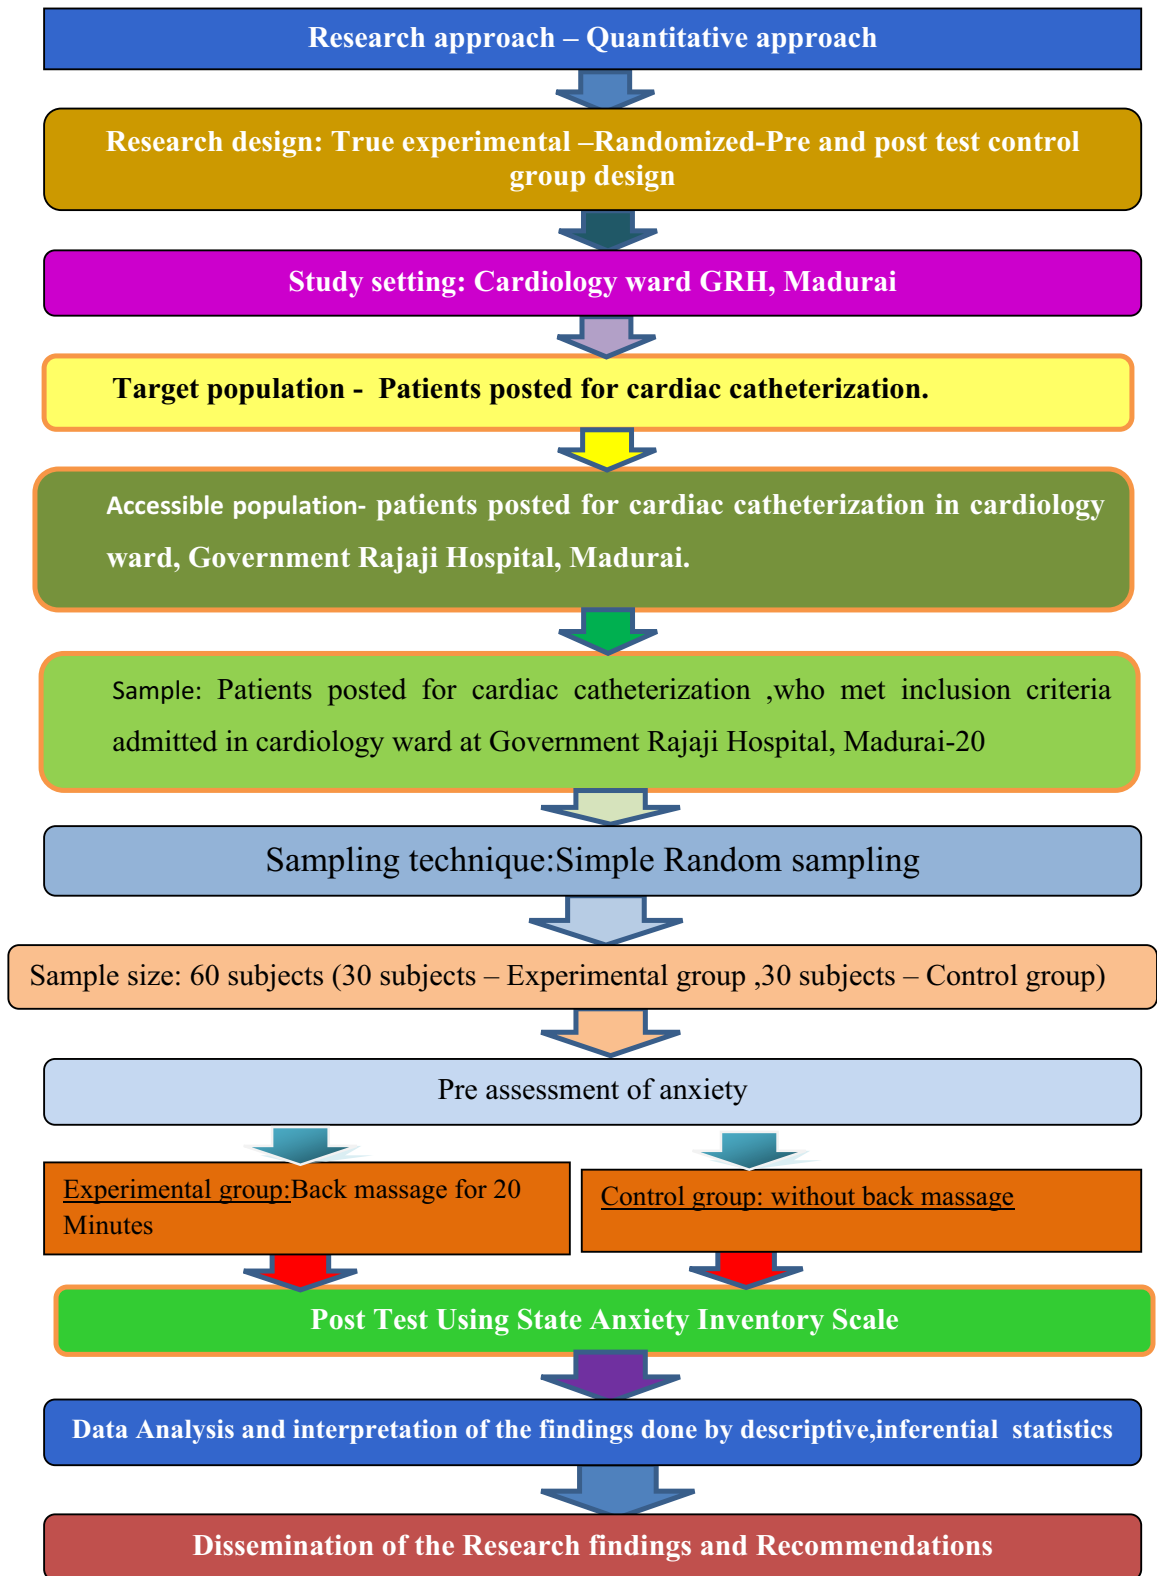 Research approach – Quantitative approach
Research design: True experimental –Randomized-Pre and post test control
group design
Study setting: Cardiology ward GRH, Madurai
Target population -  Patients posted for cardiac catheterization.
Accessible population- patients posted for cardiac catheterization in cardiology
ward, Government Rajaji Hospital, Madurai.
Sample: Patients posted for cardiac catheterization ,who met inclusion criteria
admitted in cardiology ward at Government Rajaji Hospital, Madurai-20
Sampling technique:Simple Random sampling
Sample size: 60 subjects (30 subjects – Experimental group ,30 subjects – Control group)
Pre assessment of anxiety
Experimental group:Back massage for 20
Minutes
Control group: without back massage
Post Test Using State Anxiety Inventory Scale
Data Analysis and interpretation of the findings done by descriptive,inferential  statistics
Dissemination of the Research findings and Recommendations